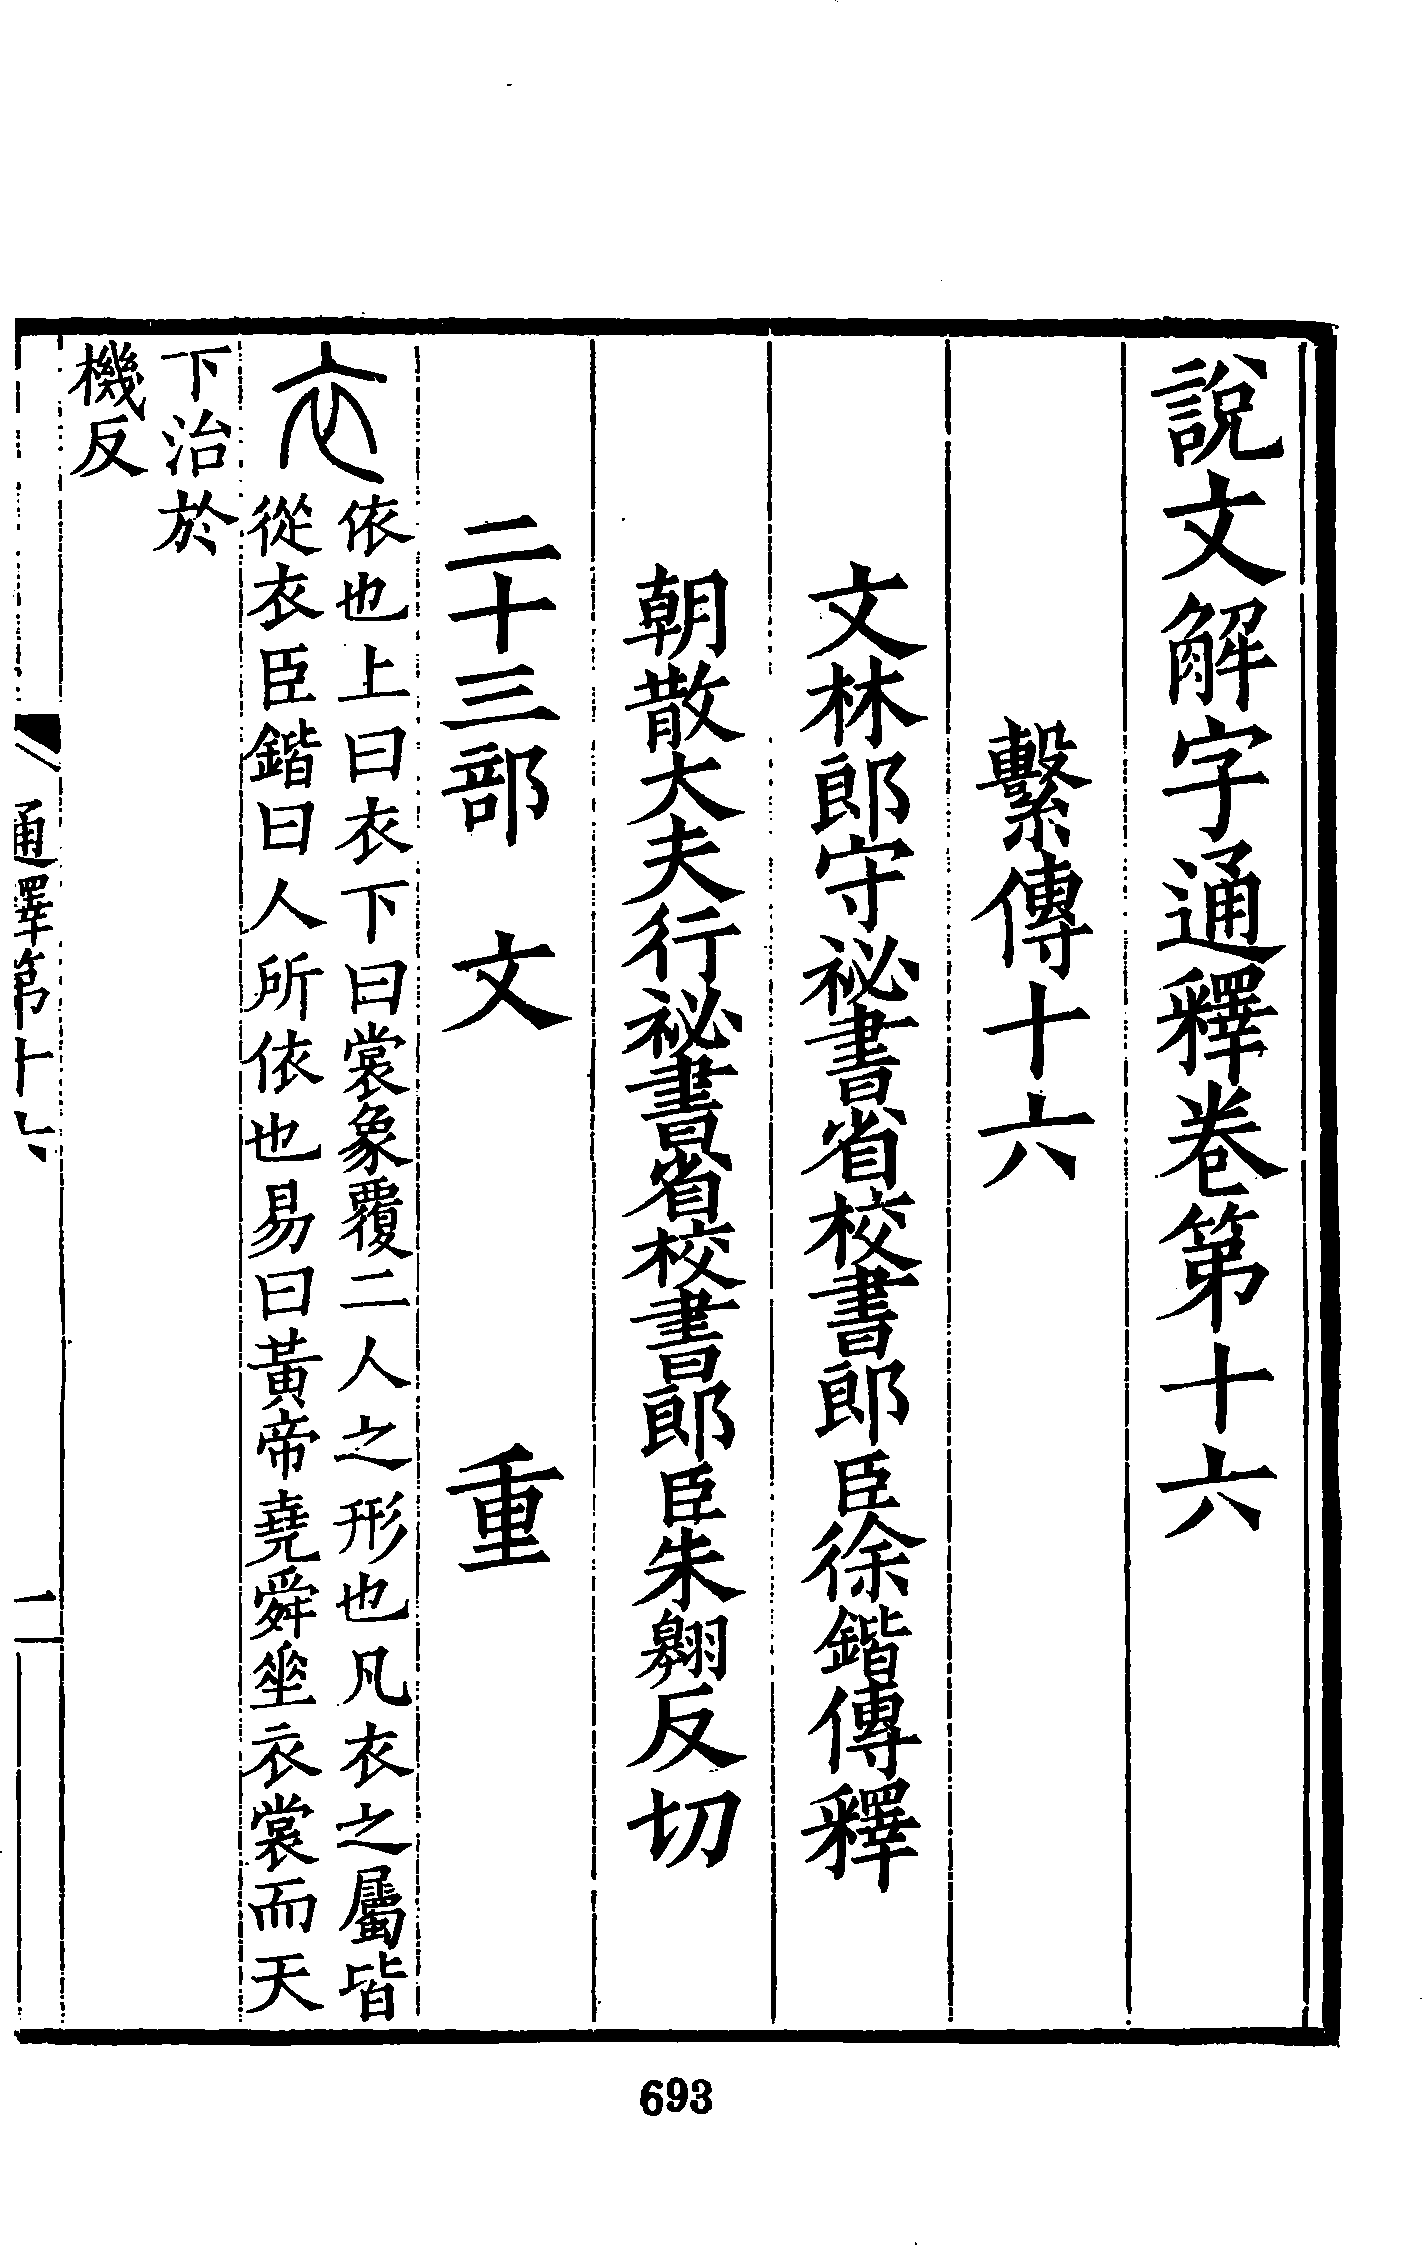 說文解字通釋卷第十六
繫傳十六
文林郎守祕書省校書郎臣徐鍇傳釋
朝散大夫行祕書省校書郎臣朱翱反切
二十三部 文 重
衣
依也上曰衣下曰裳象覆二人之形也凡衣之屬皆
從衣臣鍇曰人所依也易曰黃帝堯舜垂衣裳而天
下治於
機反
通釋第十六 一
693